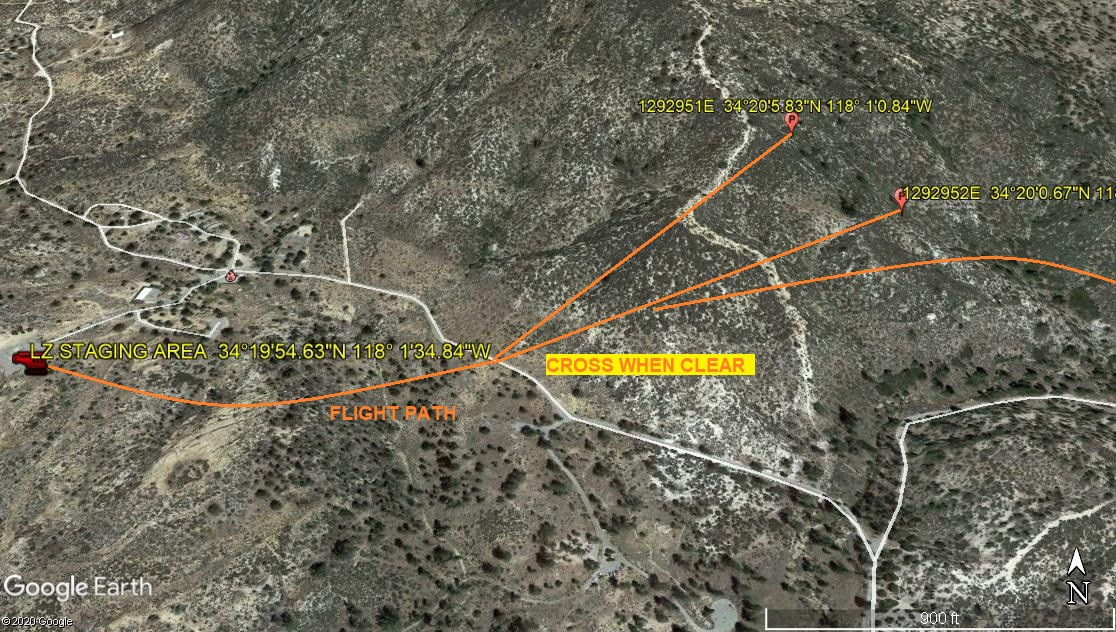 1292951E  34°20'5.83"N 118° 1'0.84"W
1292952E  34°20'0.67"N 118
LZ STAGING AREA  34°19'54.63"N 118° 1'34.84"W
CROSS WHEN CLEAR
FLIGHT PATH
Google Earth
©2020 Google
N
900 ft